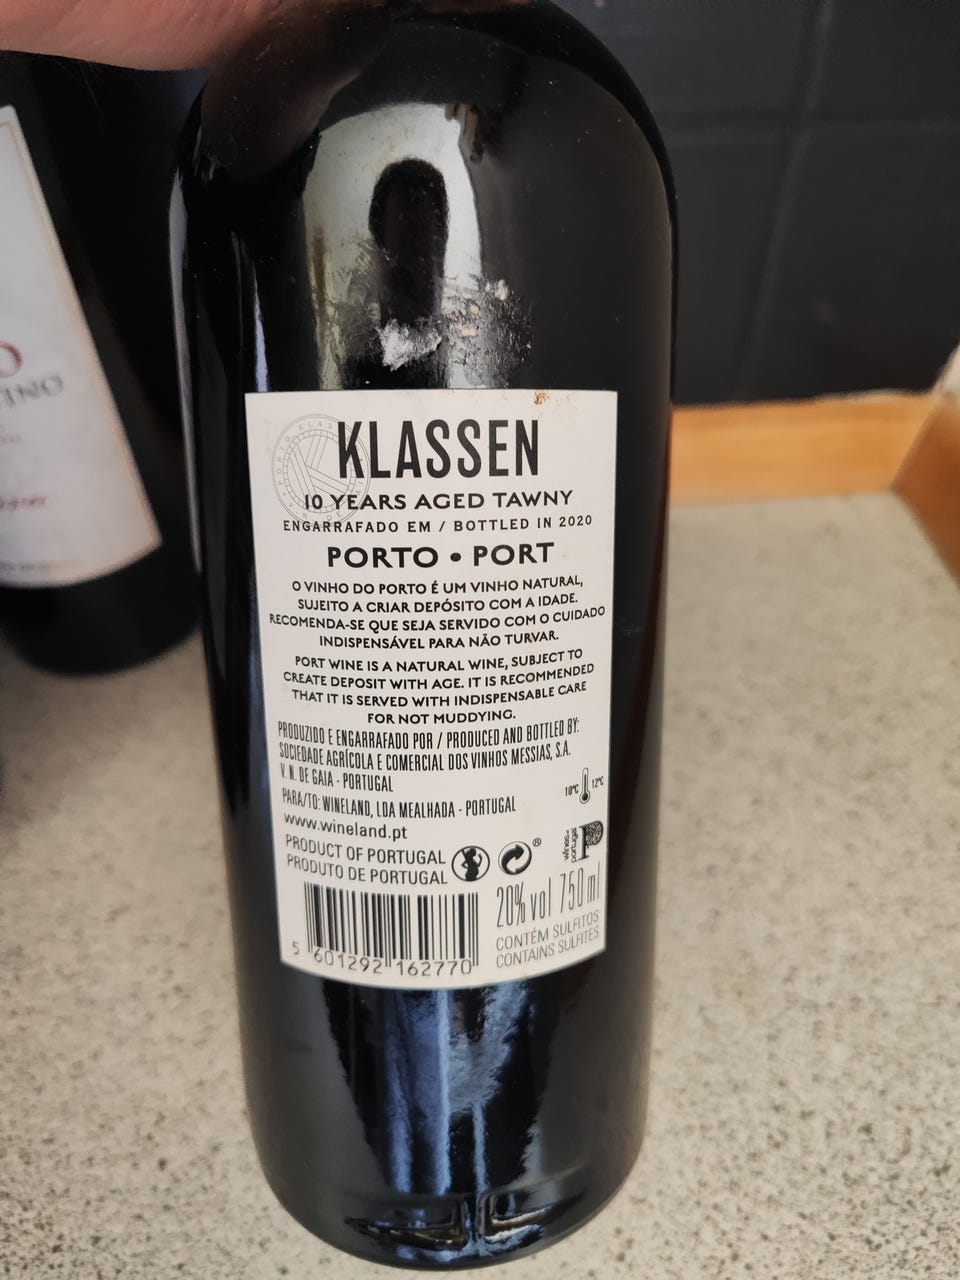 KLASSEN
10 YEARS AGED TAWNY
ENGARRAFADO EM / BOTTLED IN 2020
PORTO • PORT
O VINHO DO PORTO É UM VINHO NATURAL,
SUJEITO A CRIAR DEPÓSITO COM A IDADE.
RECOMENDA-SE QUE SEJA SERVIDO COM O CUIDADO
INDISPENSÁVEL PARA NÃO TURVAR.
PORT WINE IS A NATURAL WINE, SUBJECT TO
CREATE DEPOSIT WITH AGE. IT IS RECOMMENDED
THAT IT IS SERVED WITH INDISPENSABLE CARE
FOR NOT MUDDYING.
PRODUZIDO E ENGARRAFADO POR / PRODUCED AND BOTTLED BY:
SOCIEDADE AGRÍCOLA E COMERCIAL DOS VINHOS MESSIAS, S.A.
V. N. DE GAIA - PORTUGAL
PARA/TO: WINELAND, LDA MEALHADA - PORTUGAL
10ºC 12ºC
www.wineland.pt
PRODUCT OF PORTUGAL
PRODUTO DE PORTUGAL
®
wines of
portugal
20% vol 750 ml
CONTÉM SULFITOS
CONTAINS SULFITES
5 601292 162770